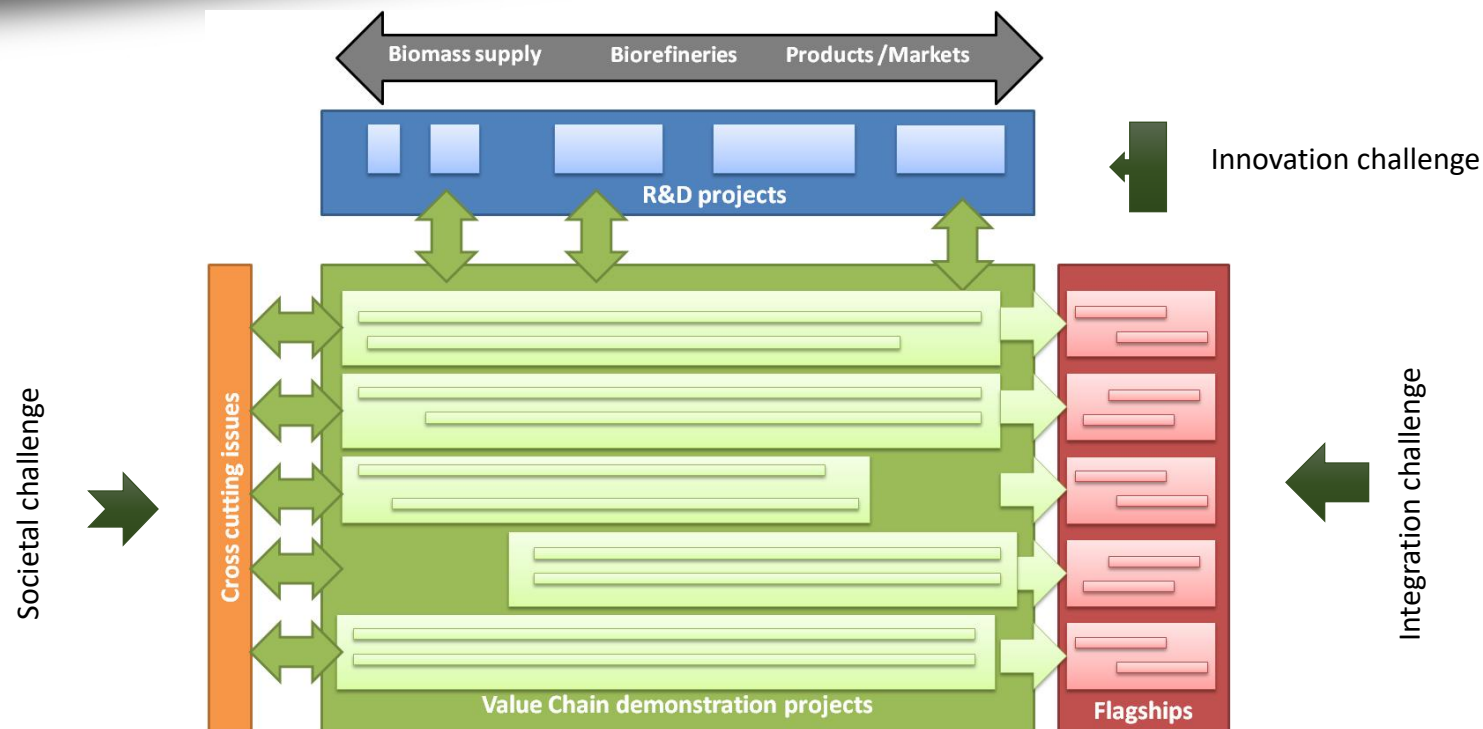 Biomass supply Biorefineries Products /Markets
R&D projects
Innovation challenge
Societal challenge
Cross cutting issues
Integration challenge
Value Chain demonstration projects
Flagships